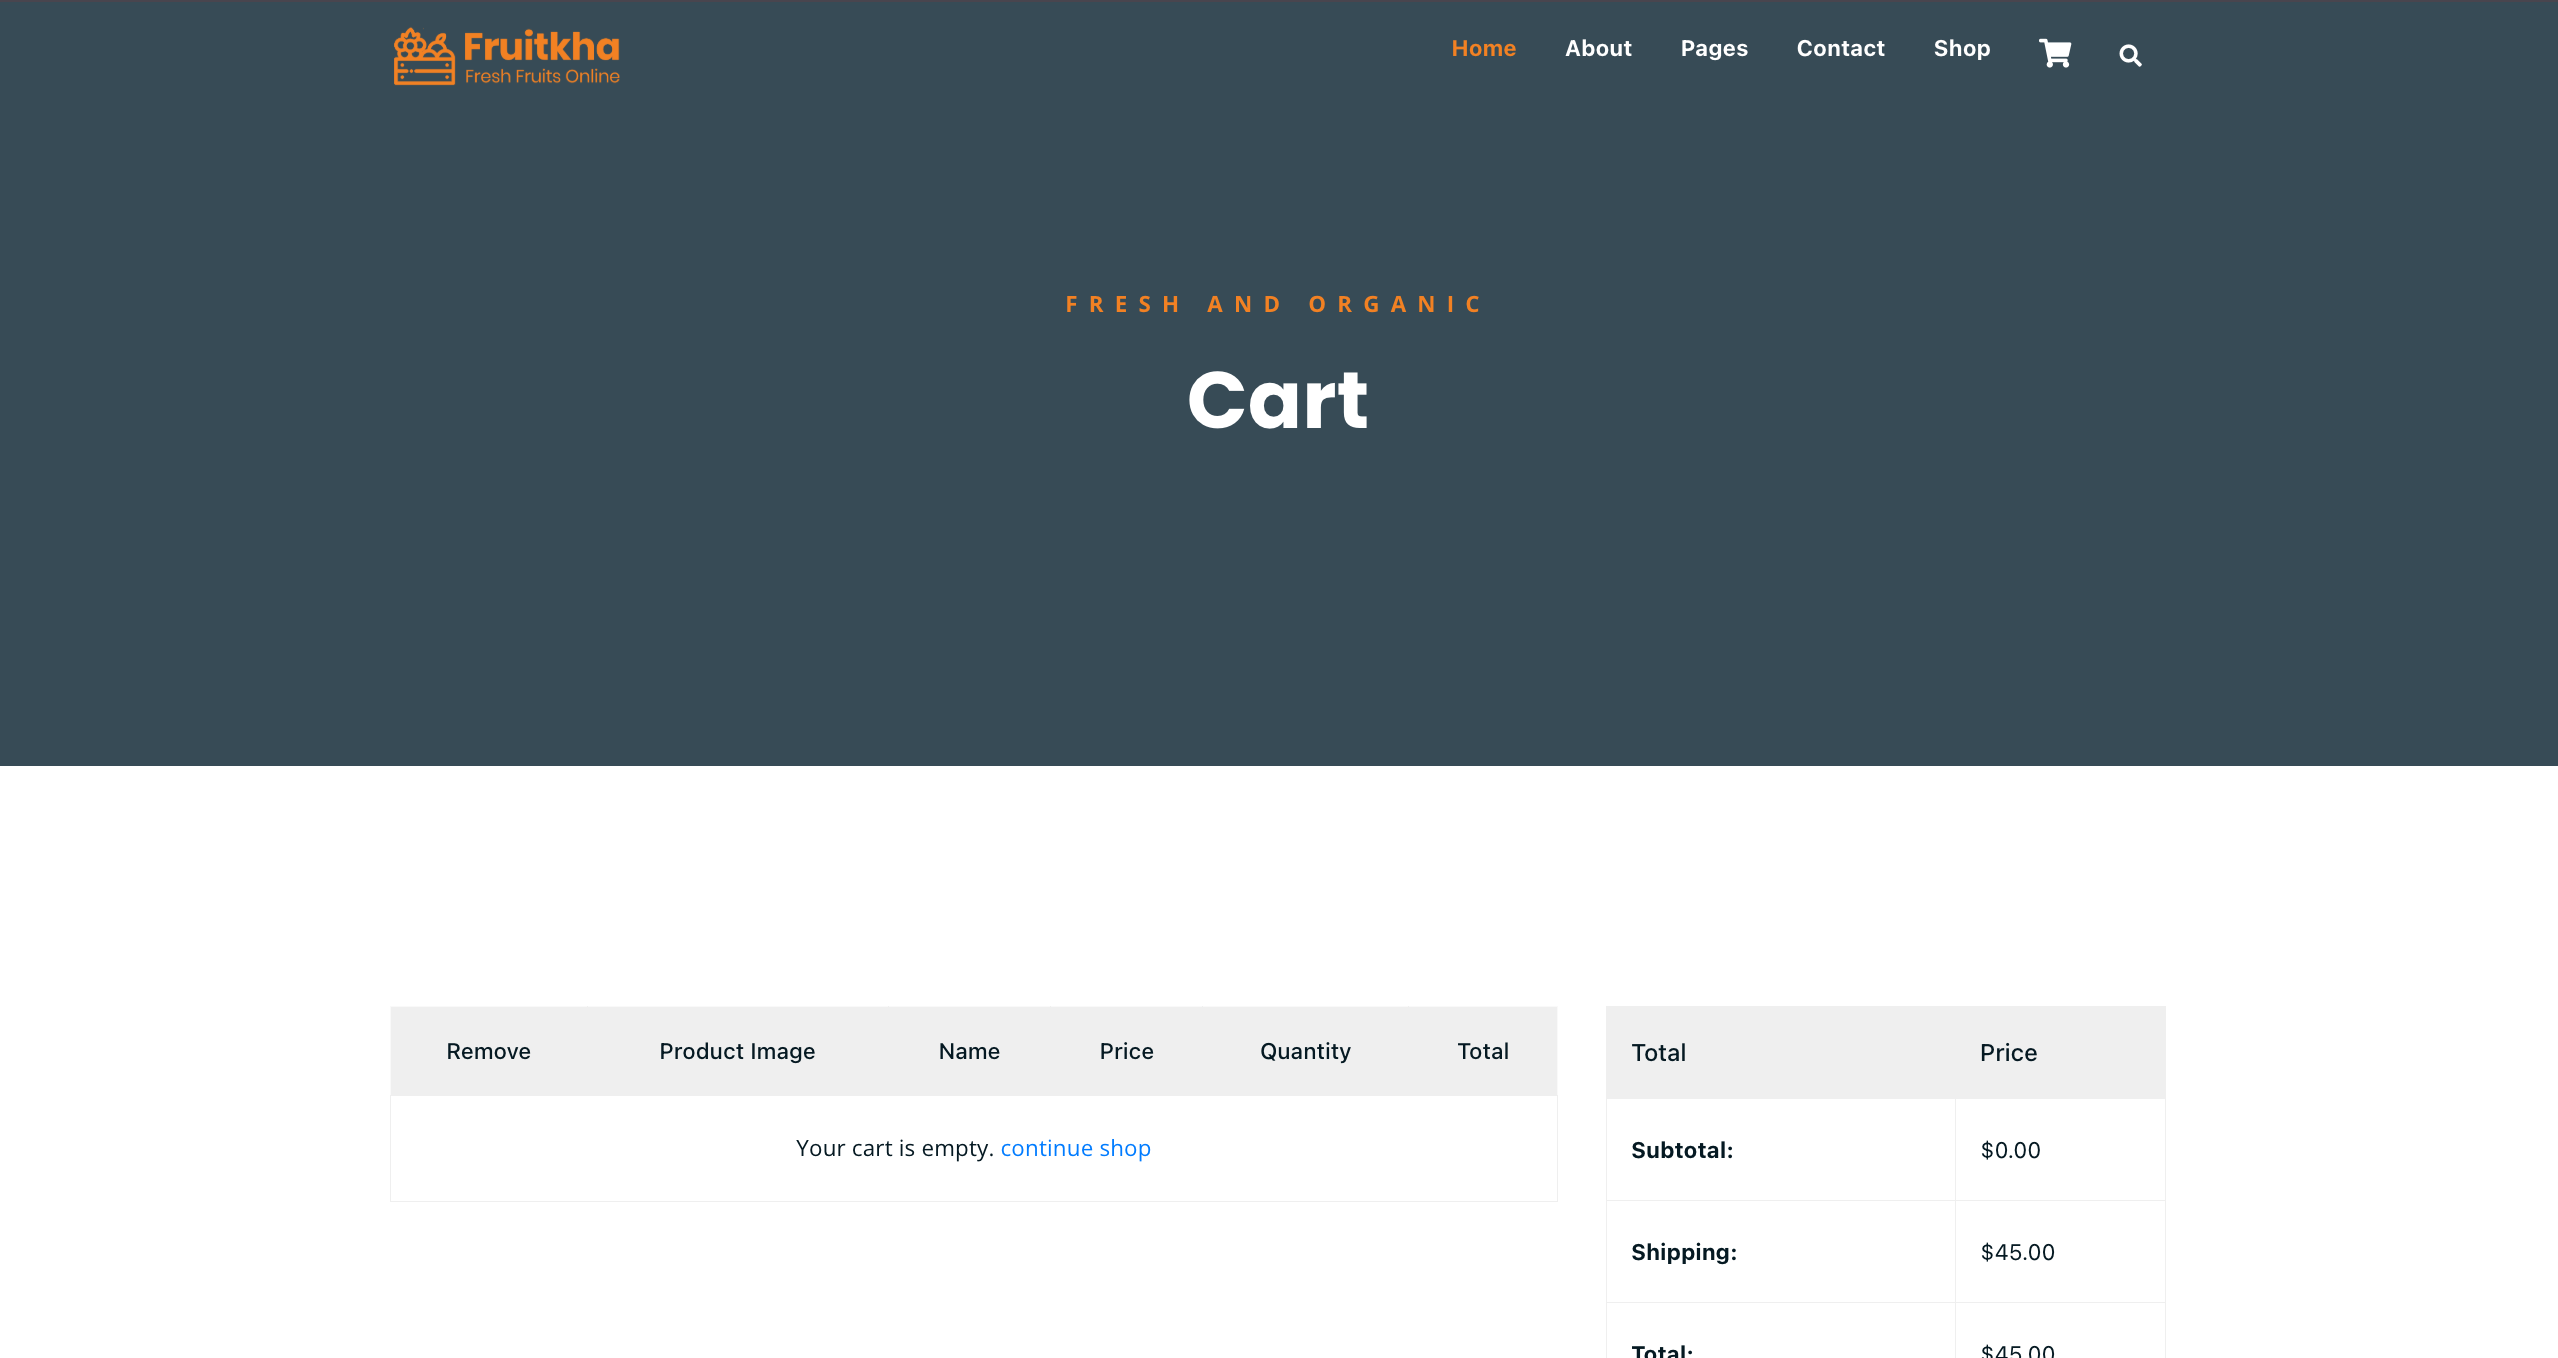 Fruitkha
Fresh Fruits Online
Home About Pages Contact Shop
FRESH AND ORGANIC
Cart
Remove Product Image Name Price Quantity Total
Your cart is empty. continue shop
Total Price
Subtotal: $0.00
Shipping: $45.00
Total: $45.00